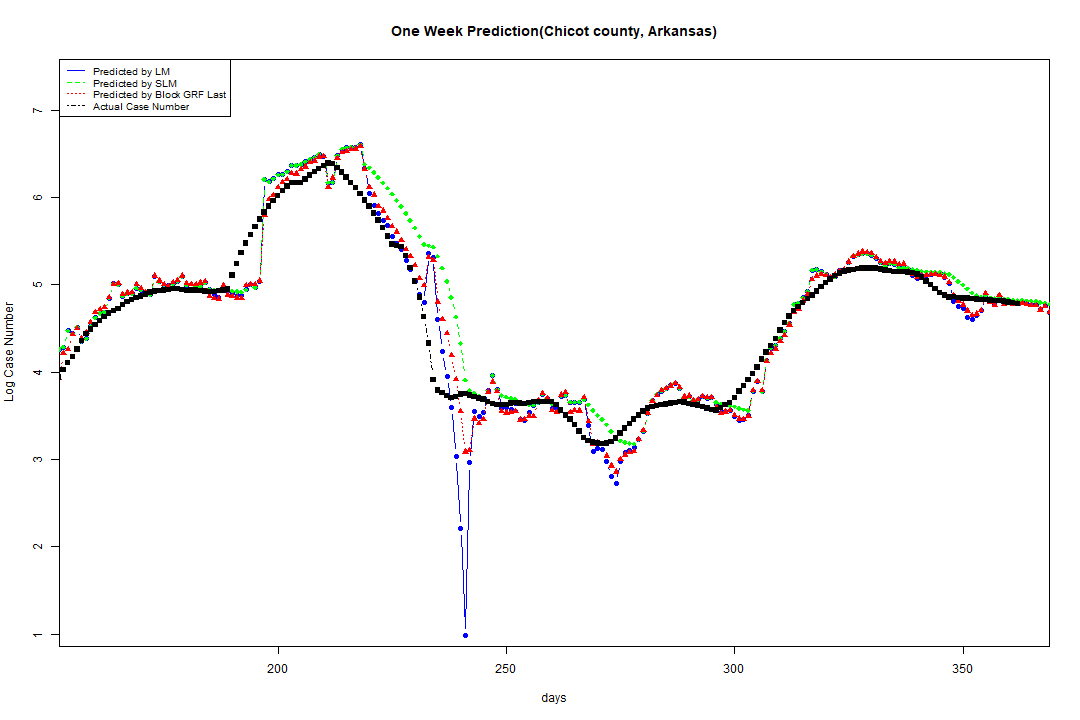 One Week Prediction(Chicot county, Arkansas)
Predicted by LM
Predicted by SLM
Predicted by Block GRF Last
Actual Case Number
Log Case Number
7
6
5
4
3
2
1
200 250 300 350
days